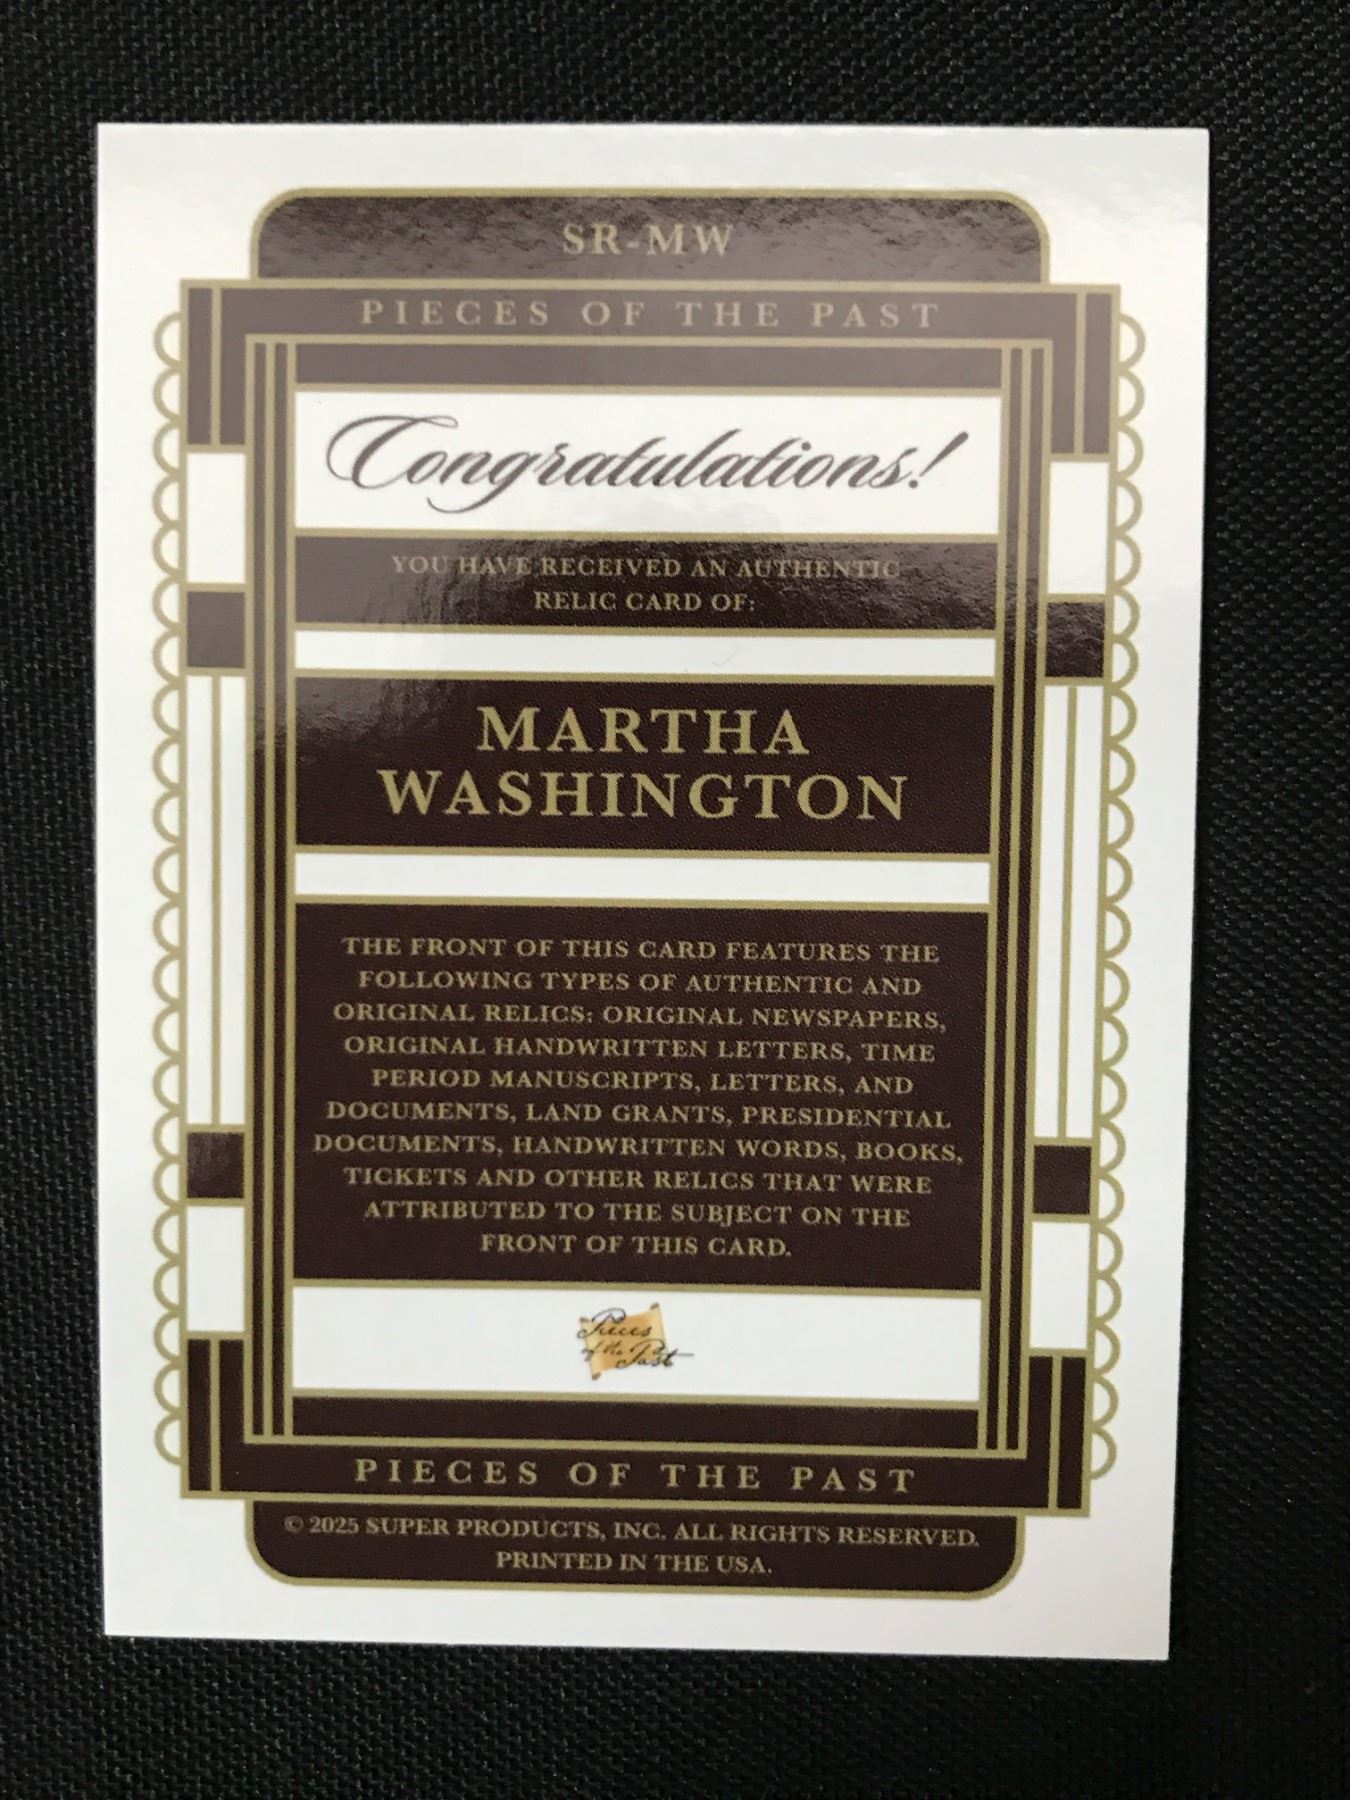 SR-MW
PIECES OF THE PAST
Congratulations!
YOU HAVE RECEIVED AN AUTHENTIC
RELIC CARD OF:
MARTHA
WASHINGTON
THE FRONT OF THIS CARD FEATURES THE
FOLLOWING TYPES OF AUTHENTIC AND
ORIGINAL RELICS: ORIGINAL NEWSPAPERS,
ORIGINAL HANDWRITTEN LETTERS, TIME
PERIOD MANUSCRIPTS, LETTERS, AND
DOCUMENTS, LAND GRANTS, PRESIDENTIAL
DOCUMENTS, HANDWRITTEN WORDS, BOOKS,
TICKETS AND OTHER RELICS THAT WERE
ATTRIBUTED TO THE SUBJECT ON THE
FRONT OF THIS CARD.
Pieces
of the Past
PIECES OF THE PAST
© 2025 SUPER PRODUCTS, INC. ALL RIGHTS RESERVED.
PRINTED IN THE USA.